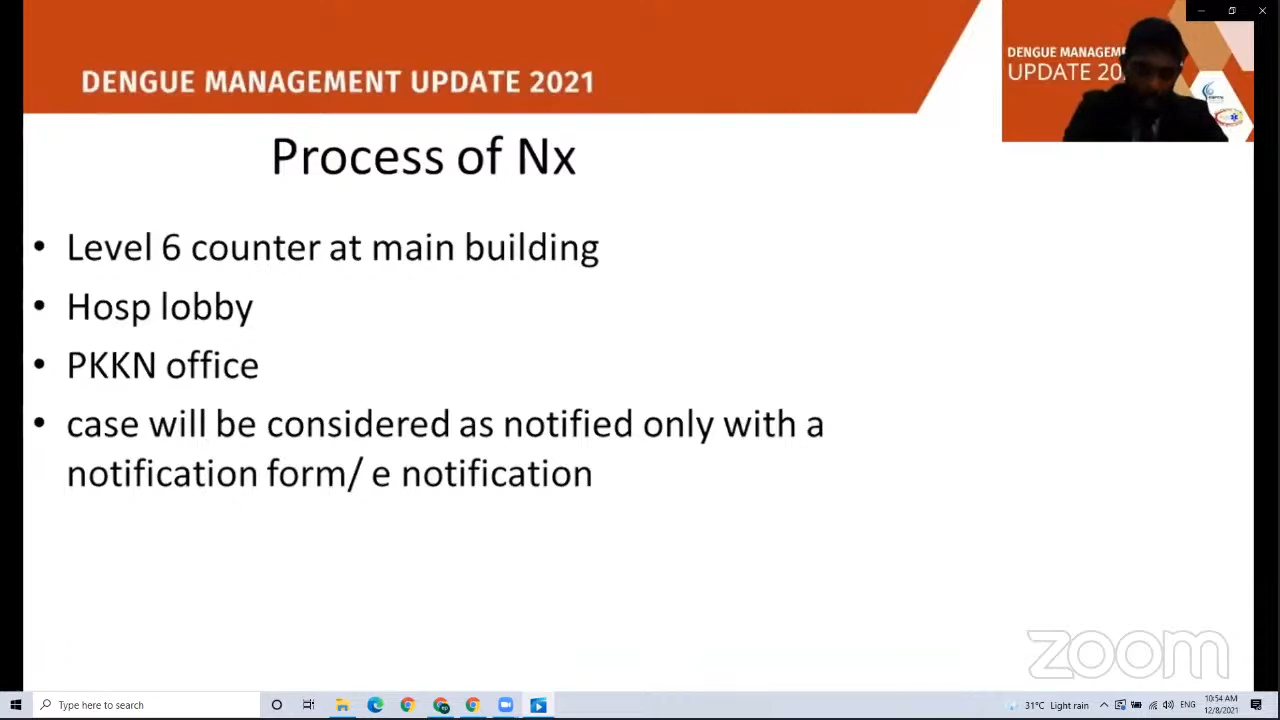 DENGUE MANAGEMENT UPDATE 2021
DENGUE MANAGEM
UPDATE 20
Process of Nx
• Level 6 counter at main building
• Hosp lobby
• PKKN office
• case will be considered as notified only with a
notification form/ e notification
zoom
Type here to search
31°C Light rain
ENG
10:54 AM
12/8/2021